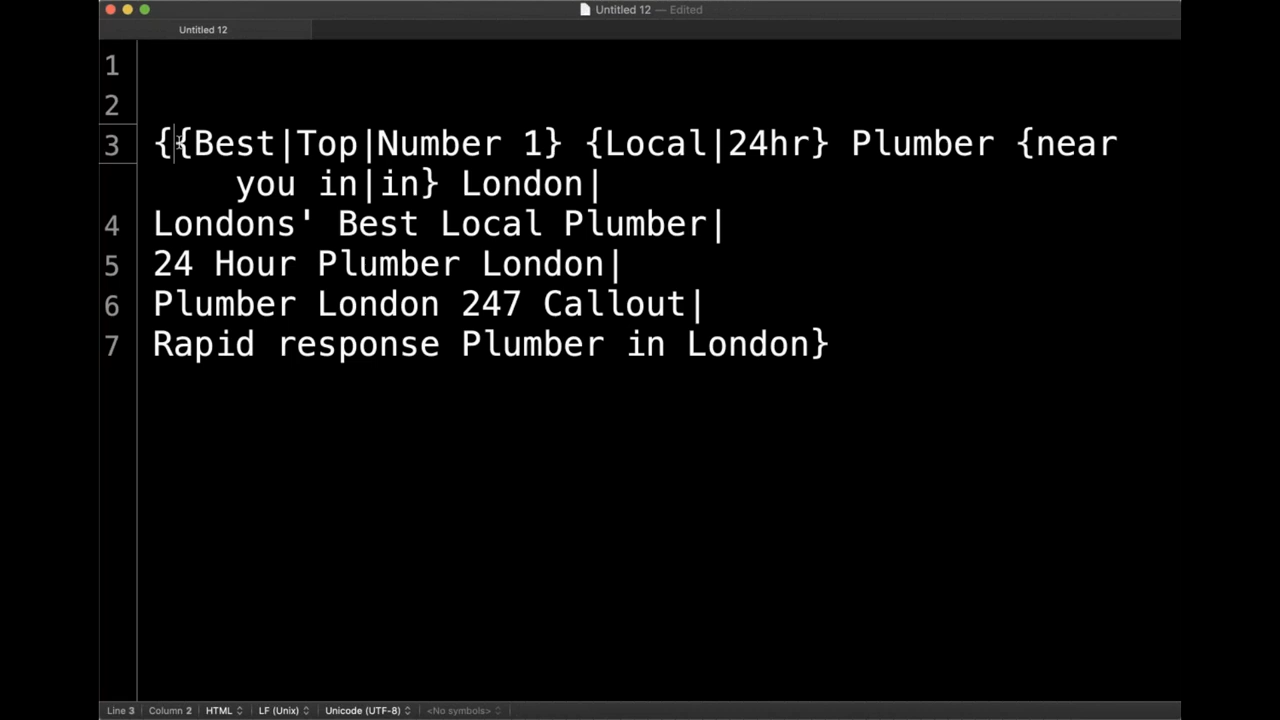 Untitled 12 — Edited
Untitled 12
1
2
3 {{Best|Top|Number 1} {Local|24hr} Plumber {near
you in|in} London|
4 Londons' Best Local Plumber|
5 24 Hour Plumber London|
6 Plumber London 247 Callout|
7 Rapid response Plumber in London}
Line 3 Column 2 HTML LF (Unix) Unicode (UTF-8) <No symbols>